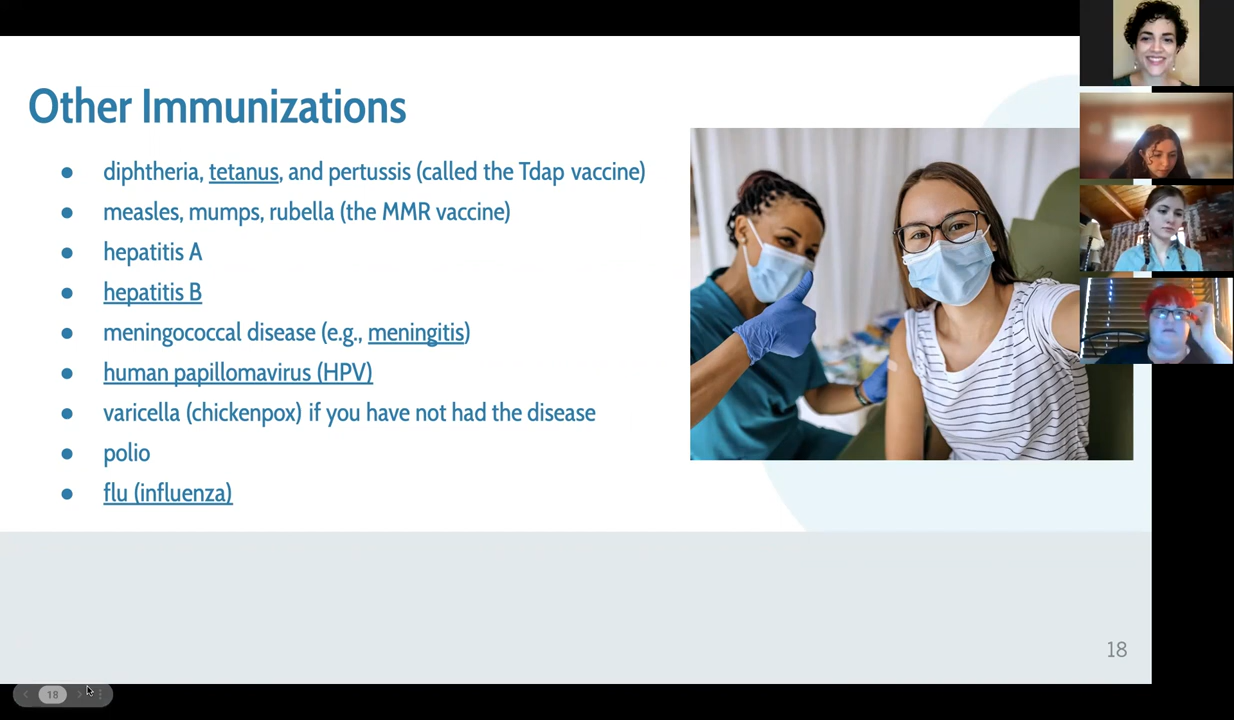 Other Immunizations
● diphtheria, tetanus, and pertussis (called the Tdap vaccine)
● measles, mumps, rubella (the MMR vaccine)
● hepatitis A
● hepatitis B
● meningococcal disease (e.g., meningitis)
● human papillomavirus (HPV)
● varicella (chickenpox) if you have not had the disease
● polio
● flu (influenza)
18
18